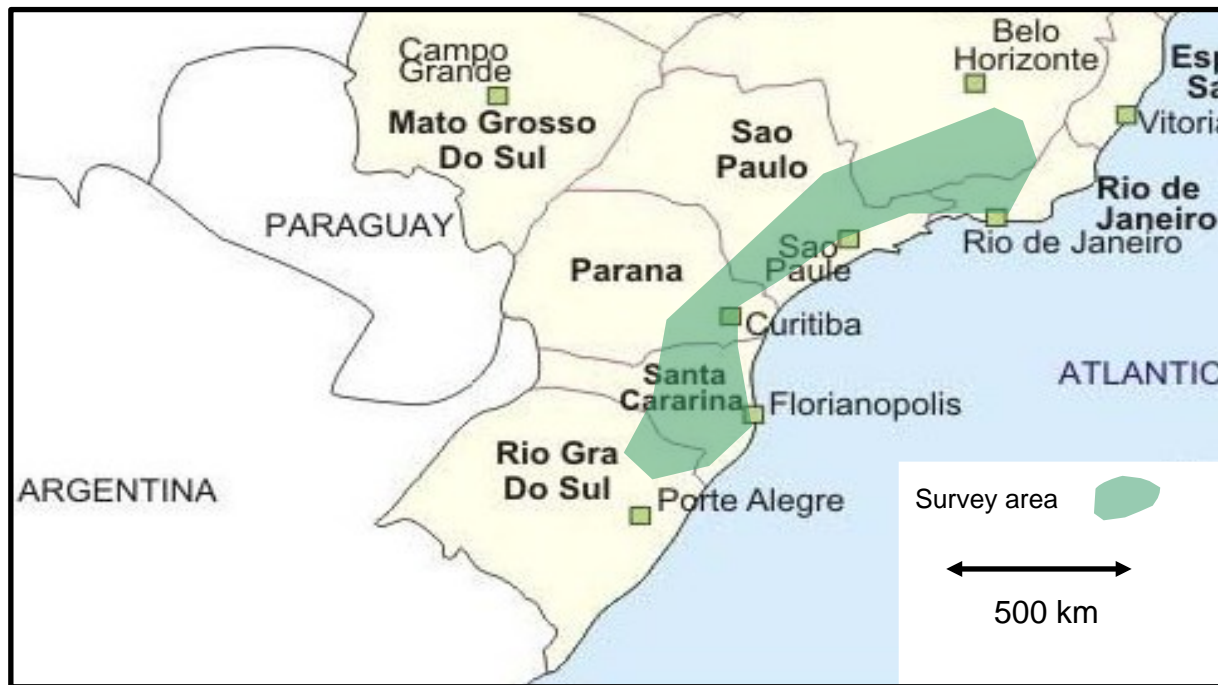 Campo
Grande
Mato Grosso
Do Sul
Belo
Horizonte
Esp
Sa
Vitoria
Sao
Paulo
PARAGUAY
Rio de
Janeiro
Rio de Janeiro
Sao
Paule
Parana
Curitiba
Santa
Cararina
Florianopolis
ATLANTIC
Rio Gra
Do Sul
ARGENTINA
Porte Alegre
Survey area
500 km